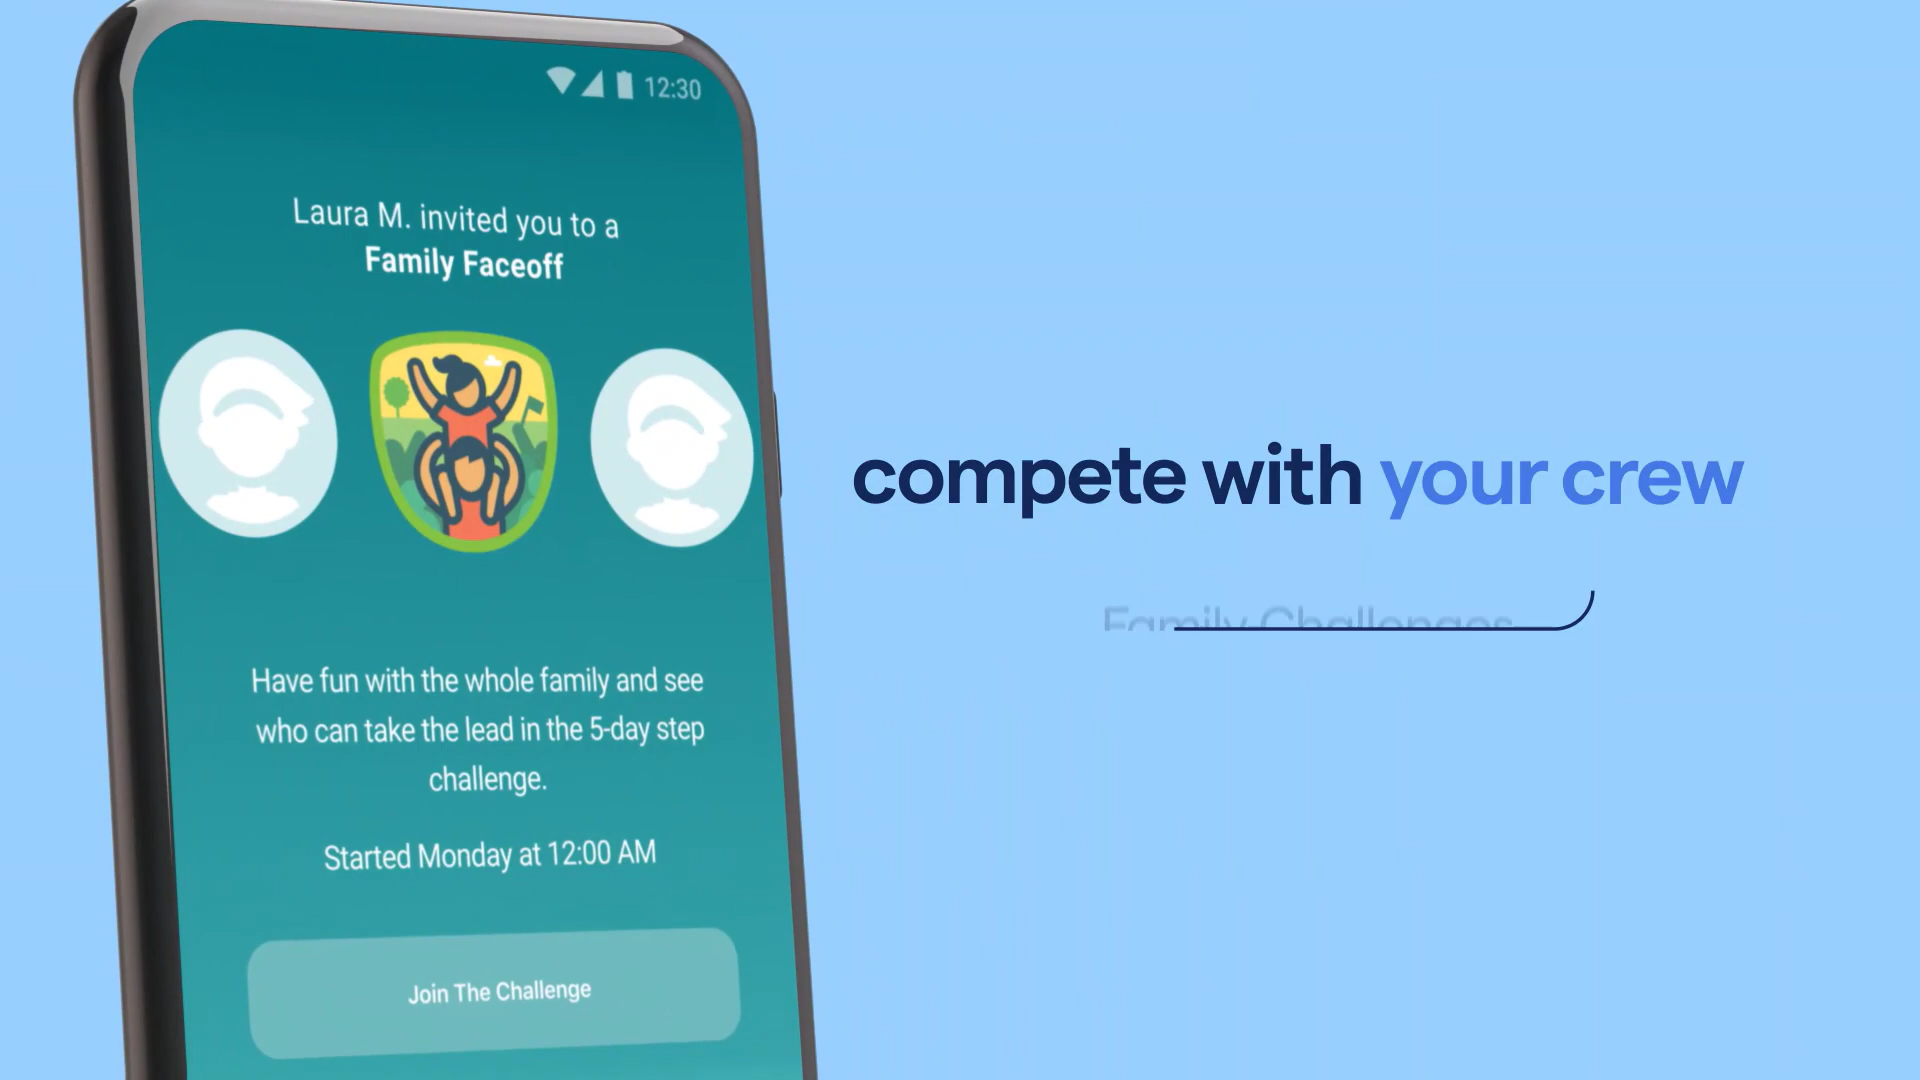 12:30
Laura M. invited you to a
Family Faceoff
Have fun with the whole family and see
who can take the lead in the 5-day step
challenge.
Started Monday at 12:00 AM
Join The Challenge
compete with your crew
Family Challenges